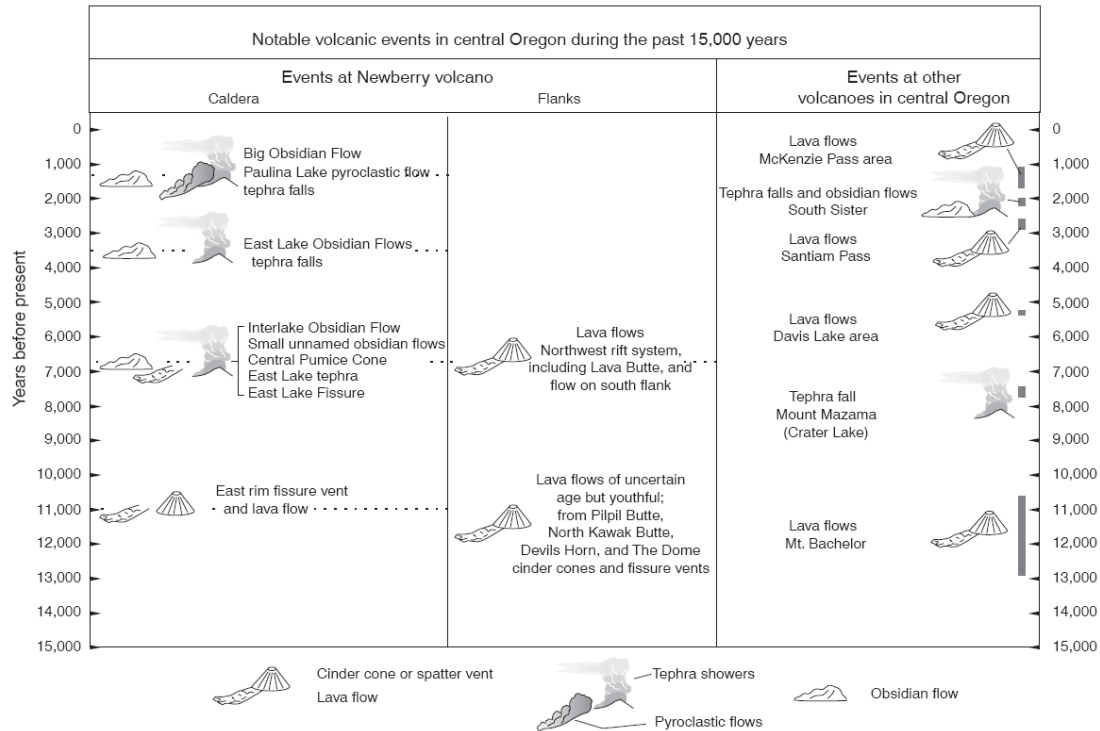 Notable volcanic events in central Oregon during the past 15,000 years
Events at Newberry volcano
Caldera
Flanks
Events at other
volcanoes in central Oregon
Years before present
0
1,000
2,000
3,000
4,000
5,000
6,000
7,000
8,000
9,000
10,000
11,000
12,000
13,000
14,000
15,000
Big Obsidian Flow
Paulina Lake pyroclastic flow
tephra falls
East Lake Obsidian Flows
tephra falls
Interlake Obsidian Flow
Small unnamed obsidian flows
Central Pumice Cone
East Lake tephra
East Lake Fissure
East rim fissure vent
and lava flow
Lava flows
Northwest rift system,
including Lava Butte, and
flow on south flank
Lava flows of uncertain
age but youthful;
from Pilpil Butte,
North Kawak Butte,
Devils Horn, and The Dome
cinder cones and fissure vents
Lava flows
McKenzie Pass area
Tephra falls and obsidian flows
South Sister
Lava flows
Santiam Pass
Lava flows
Davis Lake area
Tephra fall
Mount Mazama
(Crater Lake)
Lava flows
Mt. Bachelor
0
1,000
2,000
3,000
4,000
5,000
6,000
7,000
8,000
9,000
10,000
11,000
12,000
13,000
14,000
15,000
Cinder cone or spatter vent
Lava flow
Tephra showers
Pyroclastic flows
Obsidian flow